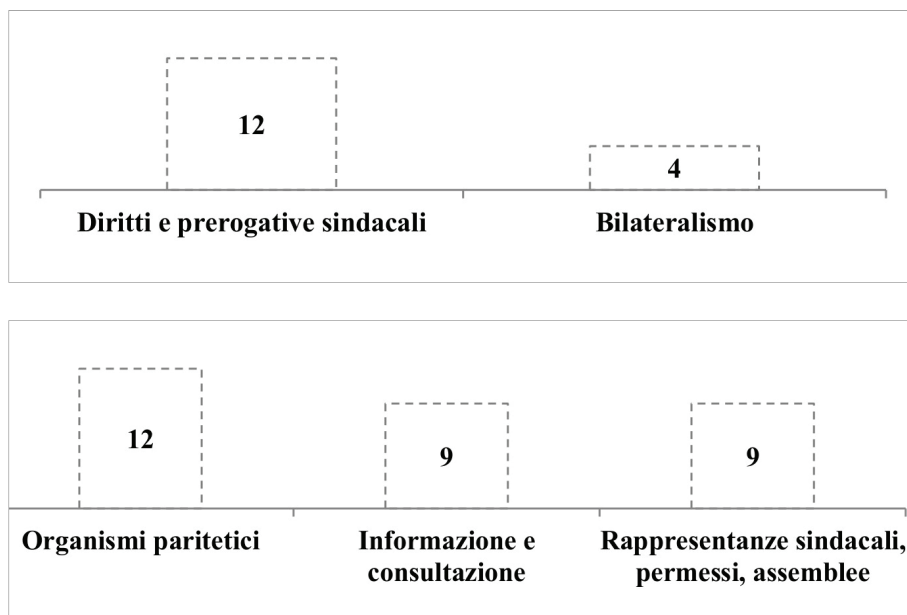 12
4
Diritti e prerogative sindacali
Bilateralismo
12
9
9
Organismi paritetici
Informazione e
consultazione
Rappresentanze sindacali,
permessi, assemblee